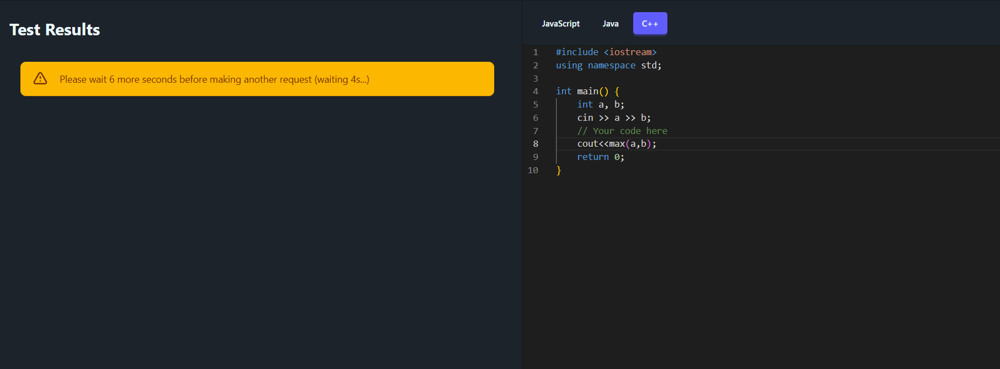 Test Results
Please wait 6 more seconds before making another request (waiting 4s...)
JavaScript Java C++
1 #include <iostream>
2 using namespace std;
3
4 int main() {
5     int a, b;
6     cin >> a >> b;
7     // Your code here
8     cout<<max(a,b);
9     return 0;
10 }